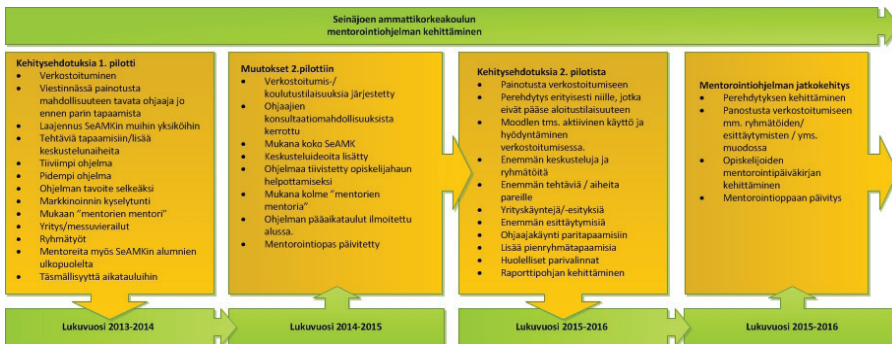 Seinäjoen ammattikorkeakoulun
mentorointiohjelman kehittäminen
Kehitysehdotuksia 1. pilotti
• Verkostoituminen
• Viestinnässä painotusta
mahdollisuuteen tavata ohjaaja jo
ennen parin tapaamista
• Laajennus SeAMKin muihin yksiköihin
• Tehtäviä tapaamisiin/lisää
keskustelunaiheita
• Tiiviimpi ohjelma
• Pidempi ohjelma
• Ohjelman tavoite selkeäksi
• Markkinoinnin kyselytunti
• Mukaan "mentorien mentori"
• Yritys/messuvierailut
• Ryhmätyöt
• Mentoreita myös SeAMKin alumnien
ulkopuolelta
• Täsmällisyyttä aikatauluihin
Muutokset 2.pilottiin
• Verkostoitumis-/
koulutustilaisuuksia järjestetty
• Ohjaajien
konsultaatiomahdollisuuksista
kerrottu
• Mukana koko SeAMK
• Keskusteluideoita lisätty
• Ohjelmaa tiivistetty opiskelijahaun
helpottamiseksi
• Mukana kolme "mentorien
mentoria"
• Ohjelman pääaikataulut ilmoitettu
alussa.
• Mentorointiopas päivitetty
Kehitysehdotuksia 2. pilotista
• Painotusta verkostoitumiseen
• Perehdytys erityisesti niille, jotka
eivät pääse aloitustilaisuuteen
• Moodlen tms. aktiivinen käyttö ja
hyödyntäminen
verkostoitumisessa.
• Enemmän keskusteluja ja
ryhmätöitä
• Enemmän tehtäviä / aiheita
pareille
• Yrityskäyntejä/-esityksiä
• Enemmän esittäytymisiä
• Ohjaajakäynti paritapaamisiin
• Lisää pienryhmätapaamisia
• Huolelliset parivalinnat
• Raporttipohjan kehittäminen
Mentorointiohjelman jatkokehitys
• Perehdytyksen kehittäminen
• Panostusta verkostoitumiseen
mm. ryhmätöiden/
esittäytymisten / yms.
muodossa
• Opiskelijoiden
mentorointipäiväkirjan
kehittäminen
• Mentorointioppaan päivitys
Lukuvuosi 2013-2014
Lukuvuosi 2014-2015
Lukuvuosi 2015-2016
Lukuvuosi 2015-2016